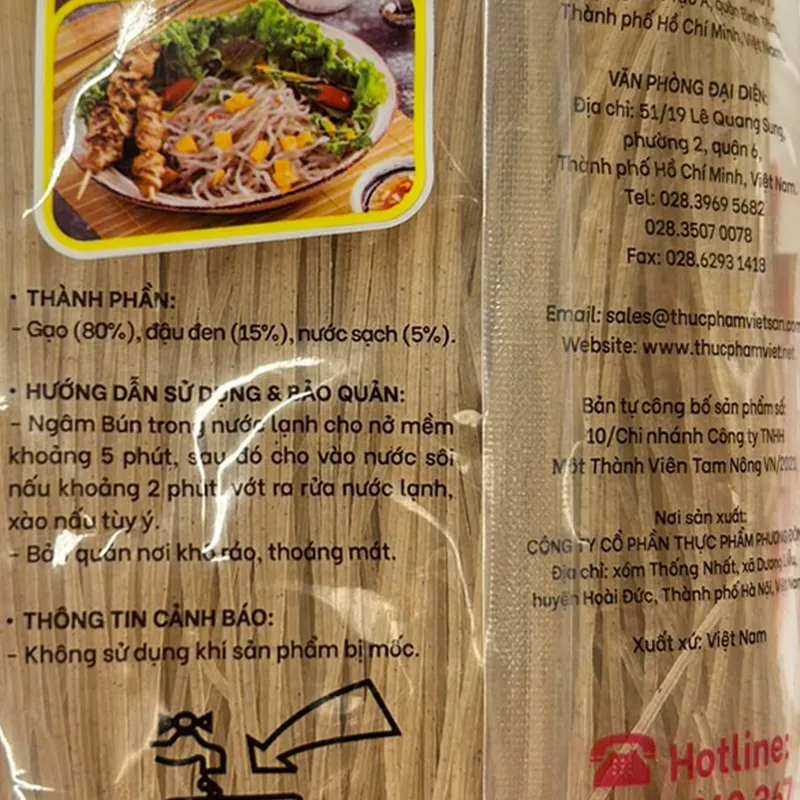 • THÀNH PHẦN:
- Gạo (80%), đậu đen (15%), nước sạch (5%).
• HƯỚNG DẪN SỬ DỤNG & BẢO QUẢN:
- Ngâm Bún trong nước lạnh cho nở mềm
khoảng 5 phút, sau đó cho vào nước sôi
nấu khoảng 2 phút, vớt ra rửa nước lạnh,
xào nấu tùy ý.
- Bảo quản nơi khô ráo, thoáng mát.
• THÔNG TIN CẢNH BÁO:
- Không sử dụng khi sản phẩm bị mốc.
A, quận Bình Tân,
Thành phố Hồ Chí Minh, Việt Nam.
VĂN PHÒNG ĐẠI DIỆN:
Địa chỉ: 51/19 Lê Quang Sung,
phường 2, quận 6,
Thành phố Hồ Chí Minh, Việt Nam.
Tel: 028.3969 5682
028.3507 0078
Fax: 028.6293 1418
Email: sales@thucphamvietsan.com
Website: www.thucphamviet.net
Bản tự công bố sản phẩm số:
10/Chi nhánh Công ty TNHH
Một Thành Viên Tam Nông VN/2021
Nơi sản xuất:
CÔNG TY CỔ PHẦN THỰC PHẨM PHƯƠNG ĐÔNG
Địa chỉ: xóm Thống Nhất, xã Dương Liễu,
huyện Hoài Đức, Thành phố Hà Nội, Việt Nam
Xuất xứ: Việt Nam
Hotline: